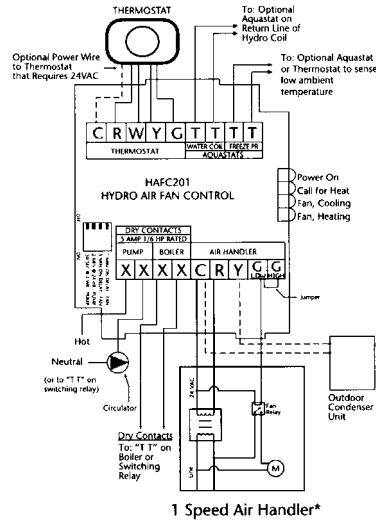 THERMOSTAT
To: Optional
Aquastat on
Return Line of
Hydro Coil
Optional Power Wire
to Thermostat
that Requires 24VAC
To: Optional Aquastat
or Thermostat to sense
low ambient
temperature
C R W Y G T T T T
THERMOSTAT
WATER COIL
FREEZE PR
AQUASTATS
HAFC201
HYDRO AIR FAN CONTROL
Power On
Call for Heat
Fan, Cooling
Fan, Heating
DRY CONTACTS
5 AMP 1/6 HP RATED
PUMP
BOILER
AIR HANDLER
X X X X C R Y G G
LOW HIGH
Jumper
Hot
Neutral
(or to "T T" on
switching relay)
Circulator
Dry Contacts
To: "T T" on
Boiler or
Switching
Relay
24 VAC
Line
Fan
Relay
M
Outdoor
Condenser
Unit
1 Speed Air Handler*